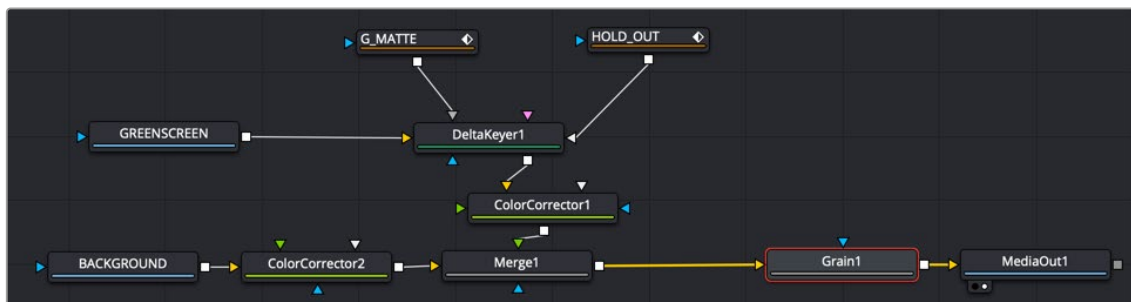 G_MATTE
HOLD_OUT
GREENSCREEN
DeltaKeyer1
ColorCorrector1
BACKGROUND
ColorCorrector2
Merge1
Grain1
MediaOut1